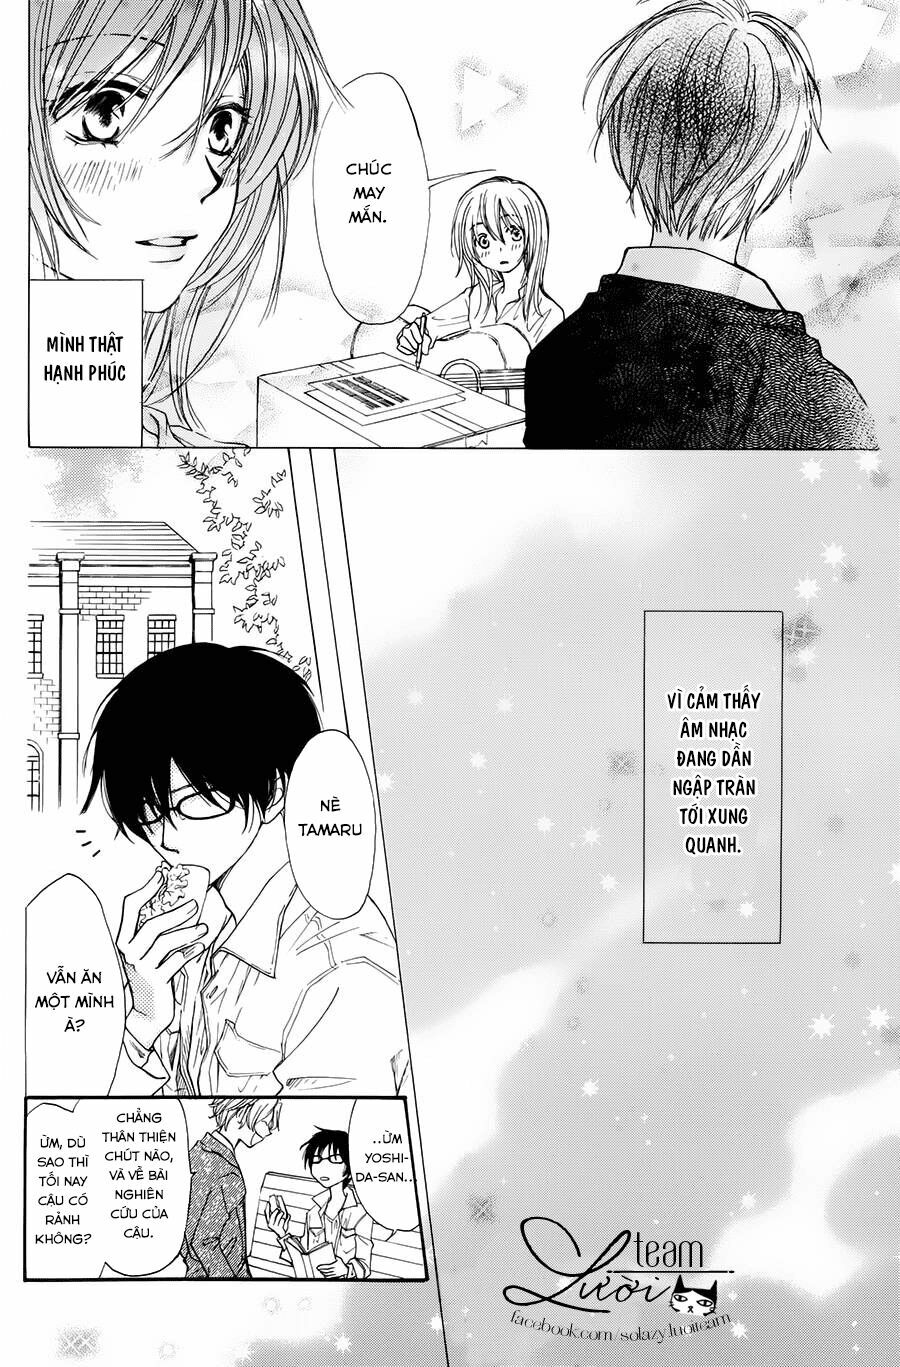 CHÚC
MAY
MẮN.
MÌNH THẬT
HẠNH PHÚC
VÌ CẢM THẤY
ÂM NHẠC
ĐANG DẦN
NGẬP TRÀN
TỚI XUNG
QUANH.
NÈ
TAMARU
VẪN ĂN
MỘT MÌNH
À?
..ỪM
YOSHI-
DA-SAN...
CHẲNG
THÂN THIỆN
CHÚT NÀO,
VÀ VỀ BÀI
NGHIÊN
CỨU CỦA
CẬU.
ỪM, DÙ
SAO THÌ
TỐI NAY
CẬU CÓ
RẢNH
KHÔNG?
team
Lười
facebook.com/solazy.luoiteam